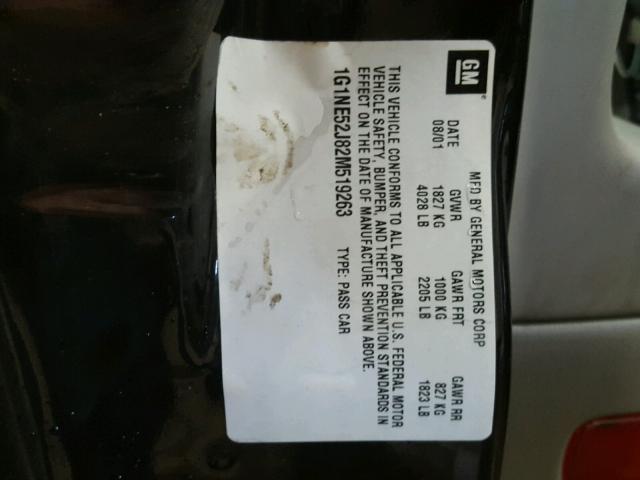 GM
MFD BY GENERAL MOTORS CORP
DATE GVWR GAWR FRT GAWR RR
08/01 1827 KG 1000 KG 827 KG
4028 LB 2205 LB 1823 LB
THIS VEHICLE CONFORMS TO ALL APPLICABLE U.S. FEDERAL MOTOR
VEHICLE SAFETY, BUMPER, AND THEFT PREVENTION STANDARDS IN
EFFECT ON THE DATE OF MANUFACTURE SHOWN ABOVE.
1G1NE52J82M519263 TYPE: PASS CAR